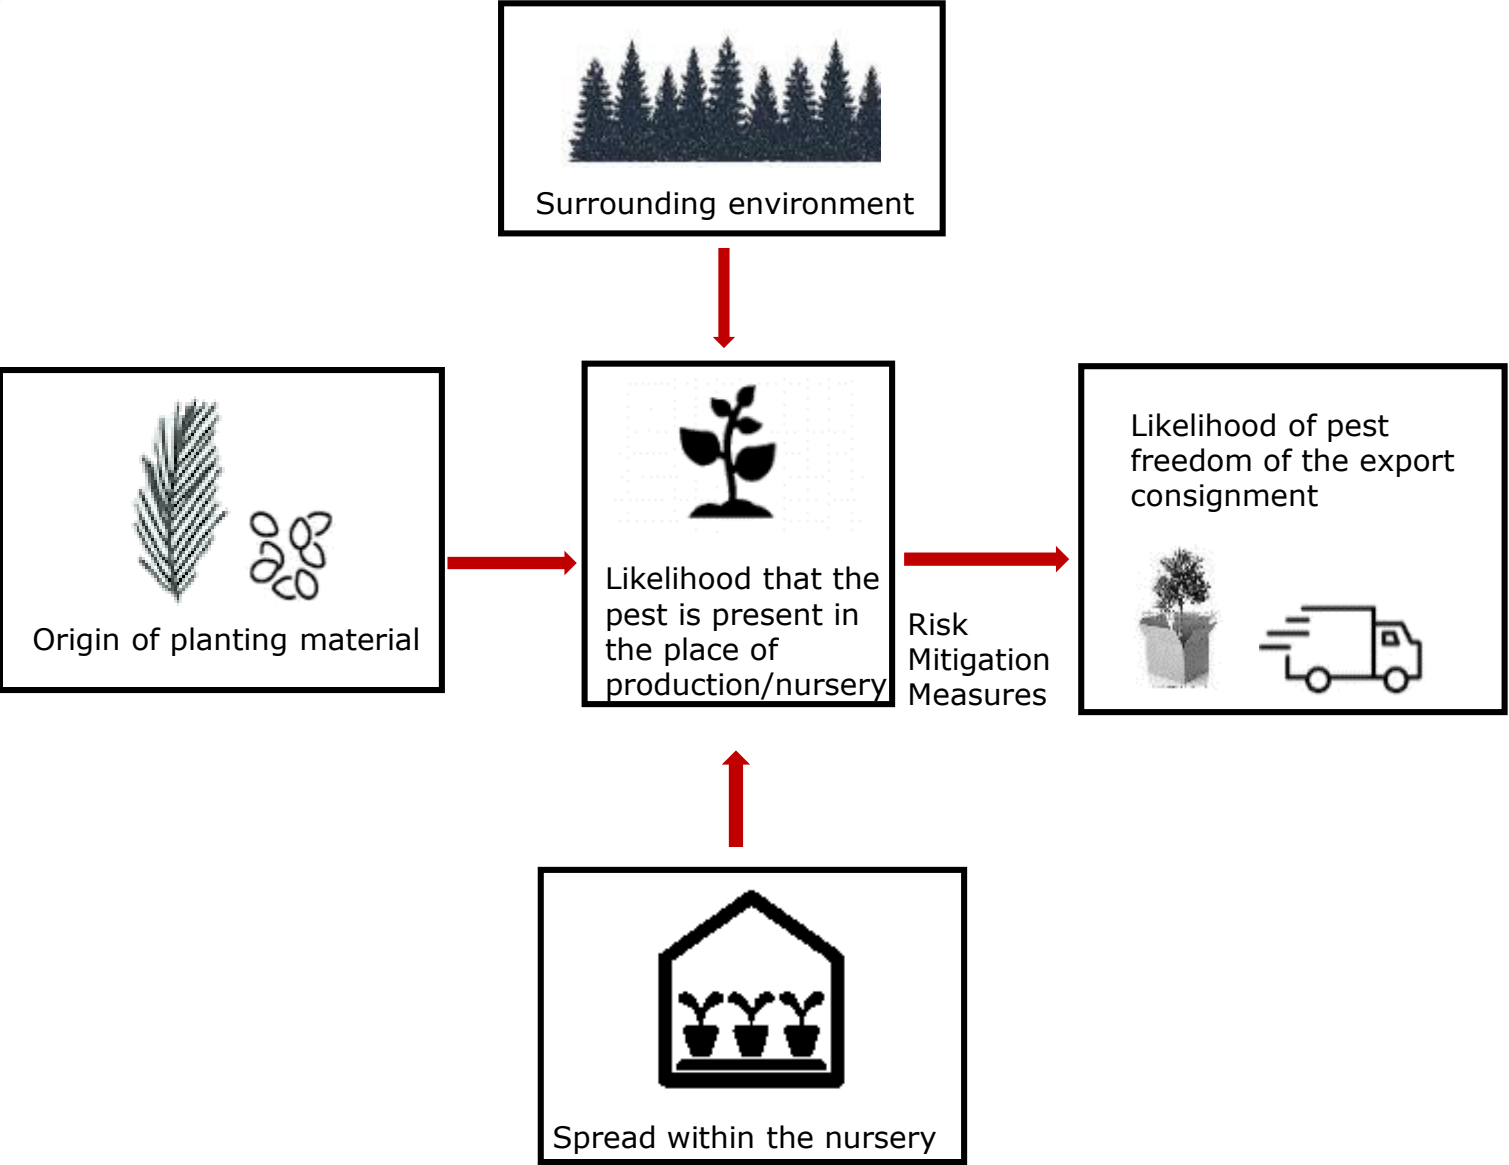 Surrounding environment
Origin of planting material
Likelihood that the
pest is present in
the place of
production/nursery
Risk
Mitigation
Measures
Likelihood of pest
freedom of the export
consignment
Spread within the nursery